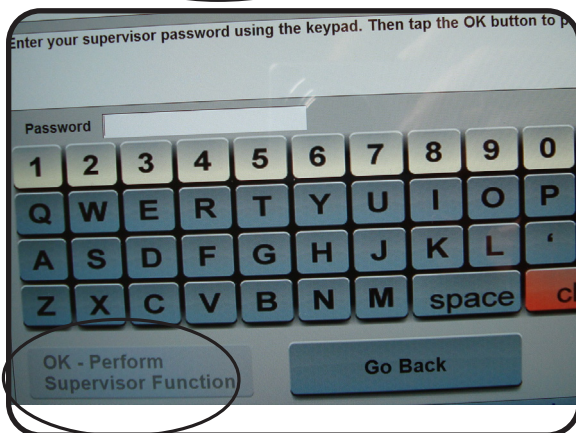 Enter your supervisor password using the keypad. Then tap the OK button to
Password
1 2 3 4 5 6 7 8 9 0
Q W E R T Y U I O P
A S D F G H J K L ‘
Z X C V B N M space
OK - Perform
Supervisor Function
Go Back